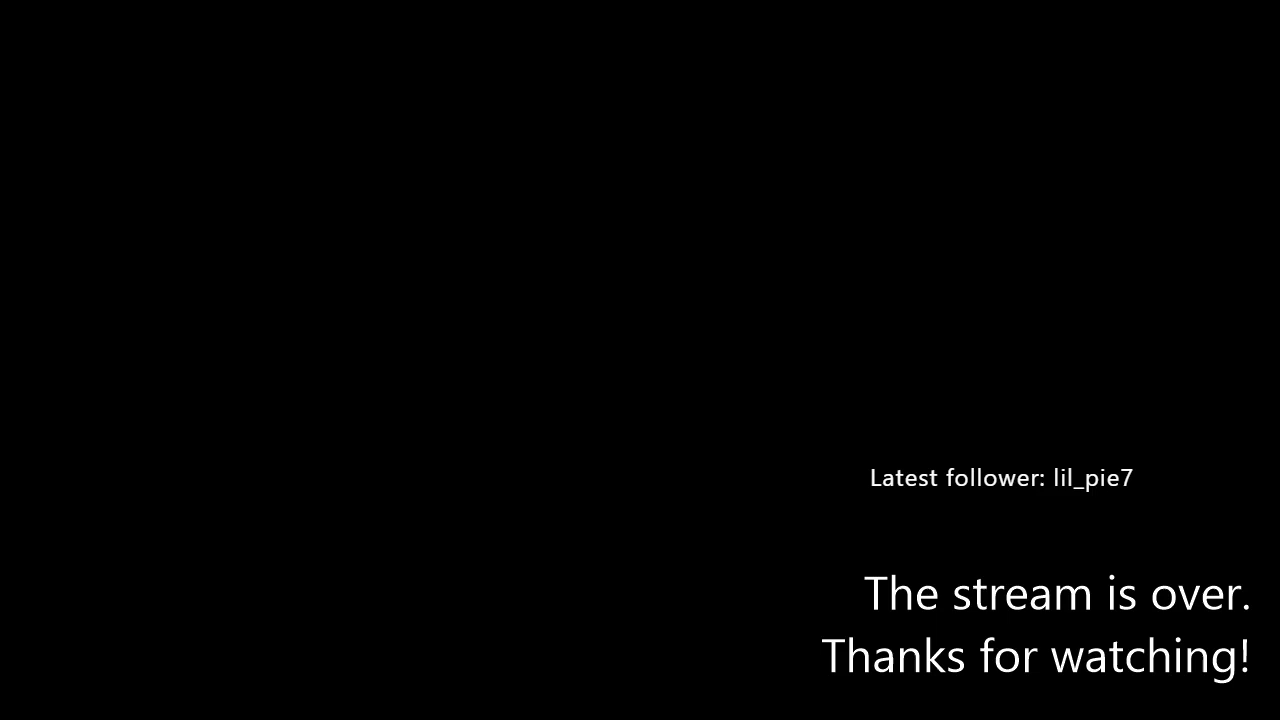 Latest follower: lil_pie7
The stream is over.
Thanks for watching!